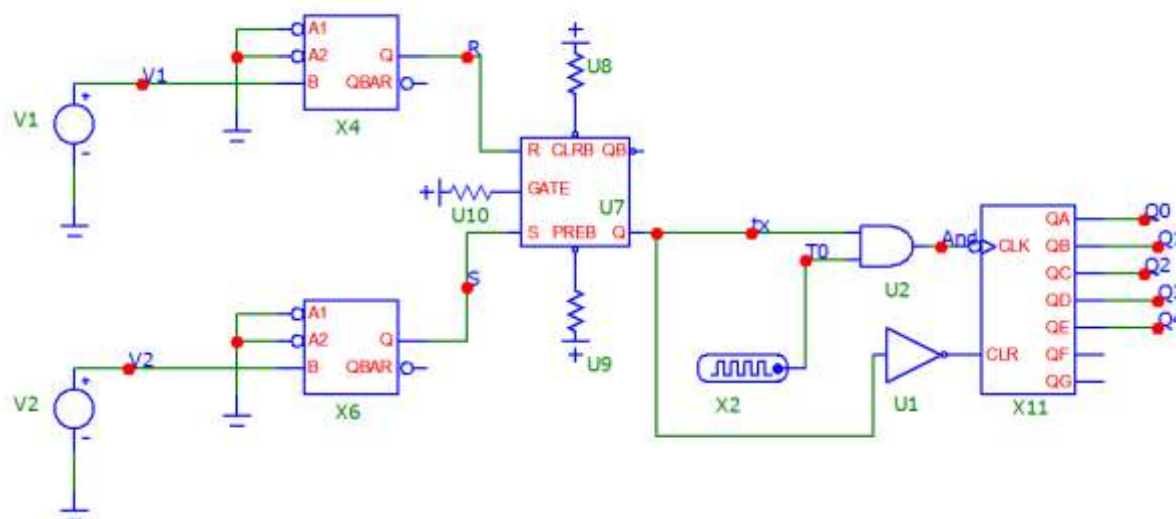 V1
+
-
V1
A1
A2
B
Q
QBAR
X4
R
+
U8
R CLRB QB
GATE
S PREB Q
U7
+
U10
+
U9
V2
+
-
V2
A1
A2
B
Q
QBAR
X6
S
tx
T0
And
U2
X2
U1
CLK
CLR
QA
QB
QC
QD
QE
QF
QG
X11
Q0
Q2